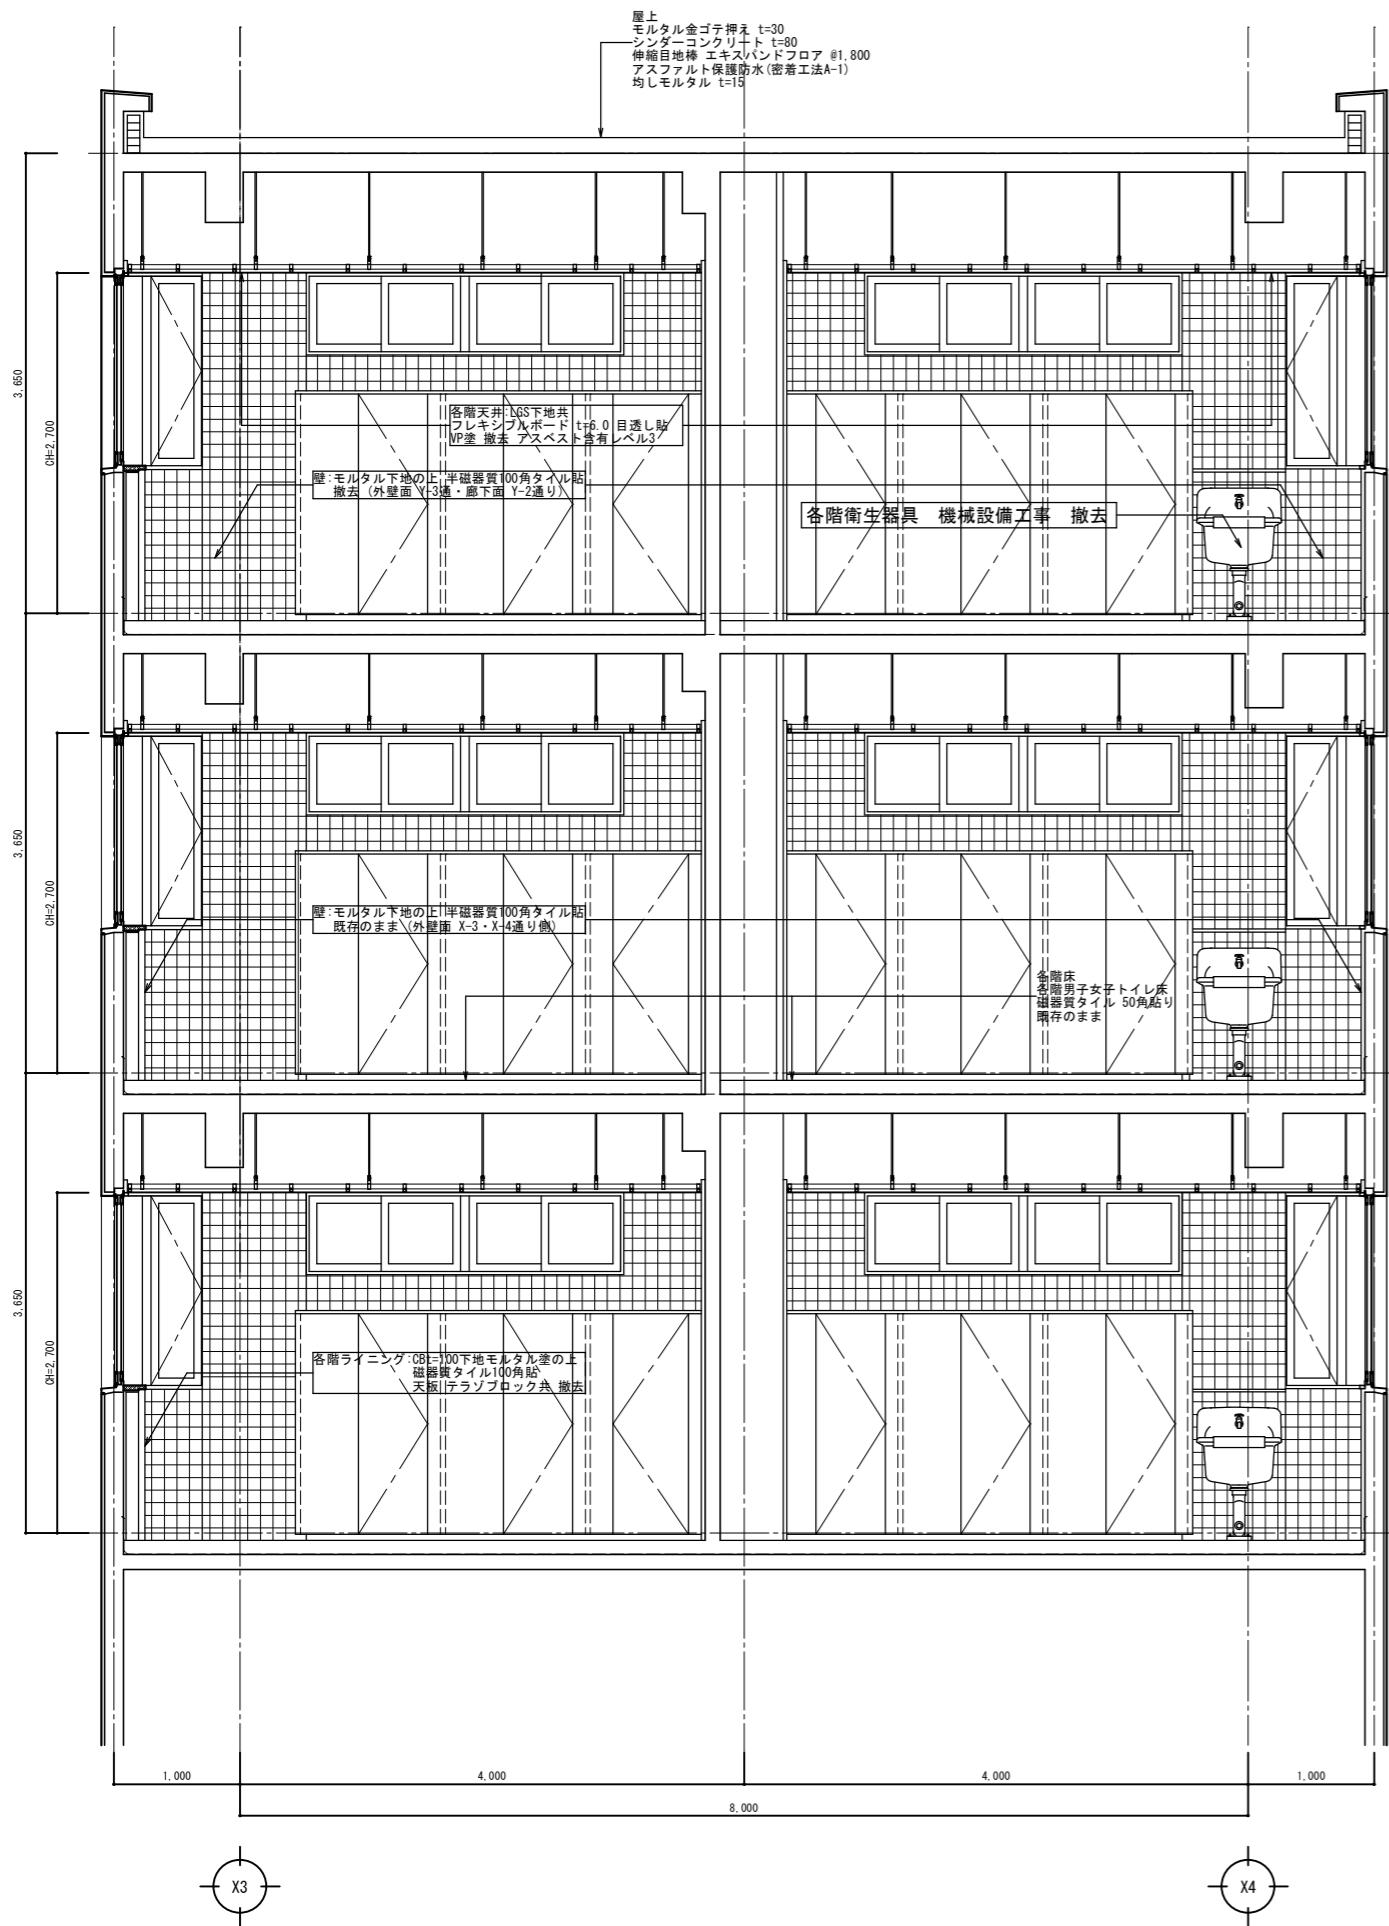 屋上
モルタル金ゴテ押え t=30
シンダーコンクリート t=80
伸縮目地棒 エキスパンドフロア @1,800
アスファルト保護防水(密着工法A-1)
均しモルタル t=15
3,650
CH=2,700
各階天井:LGS下地共
フレキシブルボード t=6.0 目透し貼
VP塗 撤去 アスベスト含有レベル3
壁:モルタル下地の上 半磁器質100角タイル貼
撤去 (外壁面 Y-3通・廊下面 Y-2通り)
各階衛生器具 機械設備工事 撤去
3,650
CH=2,700
壁:モルタル下地の上 半磁器質100角タイル貼
既存のまま (外壁面 X-3・X-4通り側)
各階床
各階男子女子トイレ床
磁器質タイル 50角貼り
既存のまま
3,650
CH=2,700
各階ライニング:CBt=100下地モルタル塗の上
磁器質タイル100角貼
天板 テラゾブロック共 撤去
1,000
4,000
4,000
1,000
8,000
X3
X4